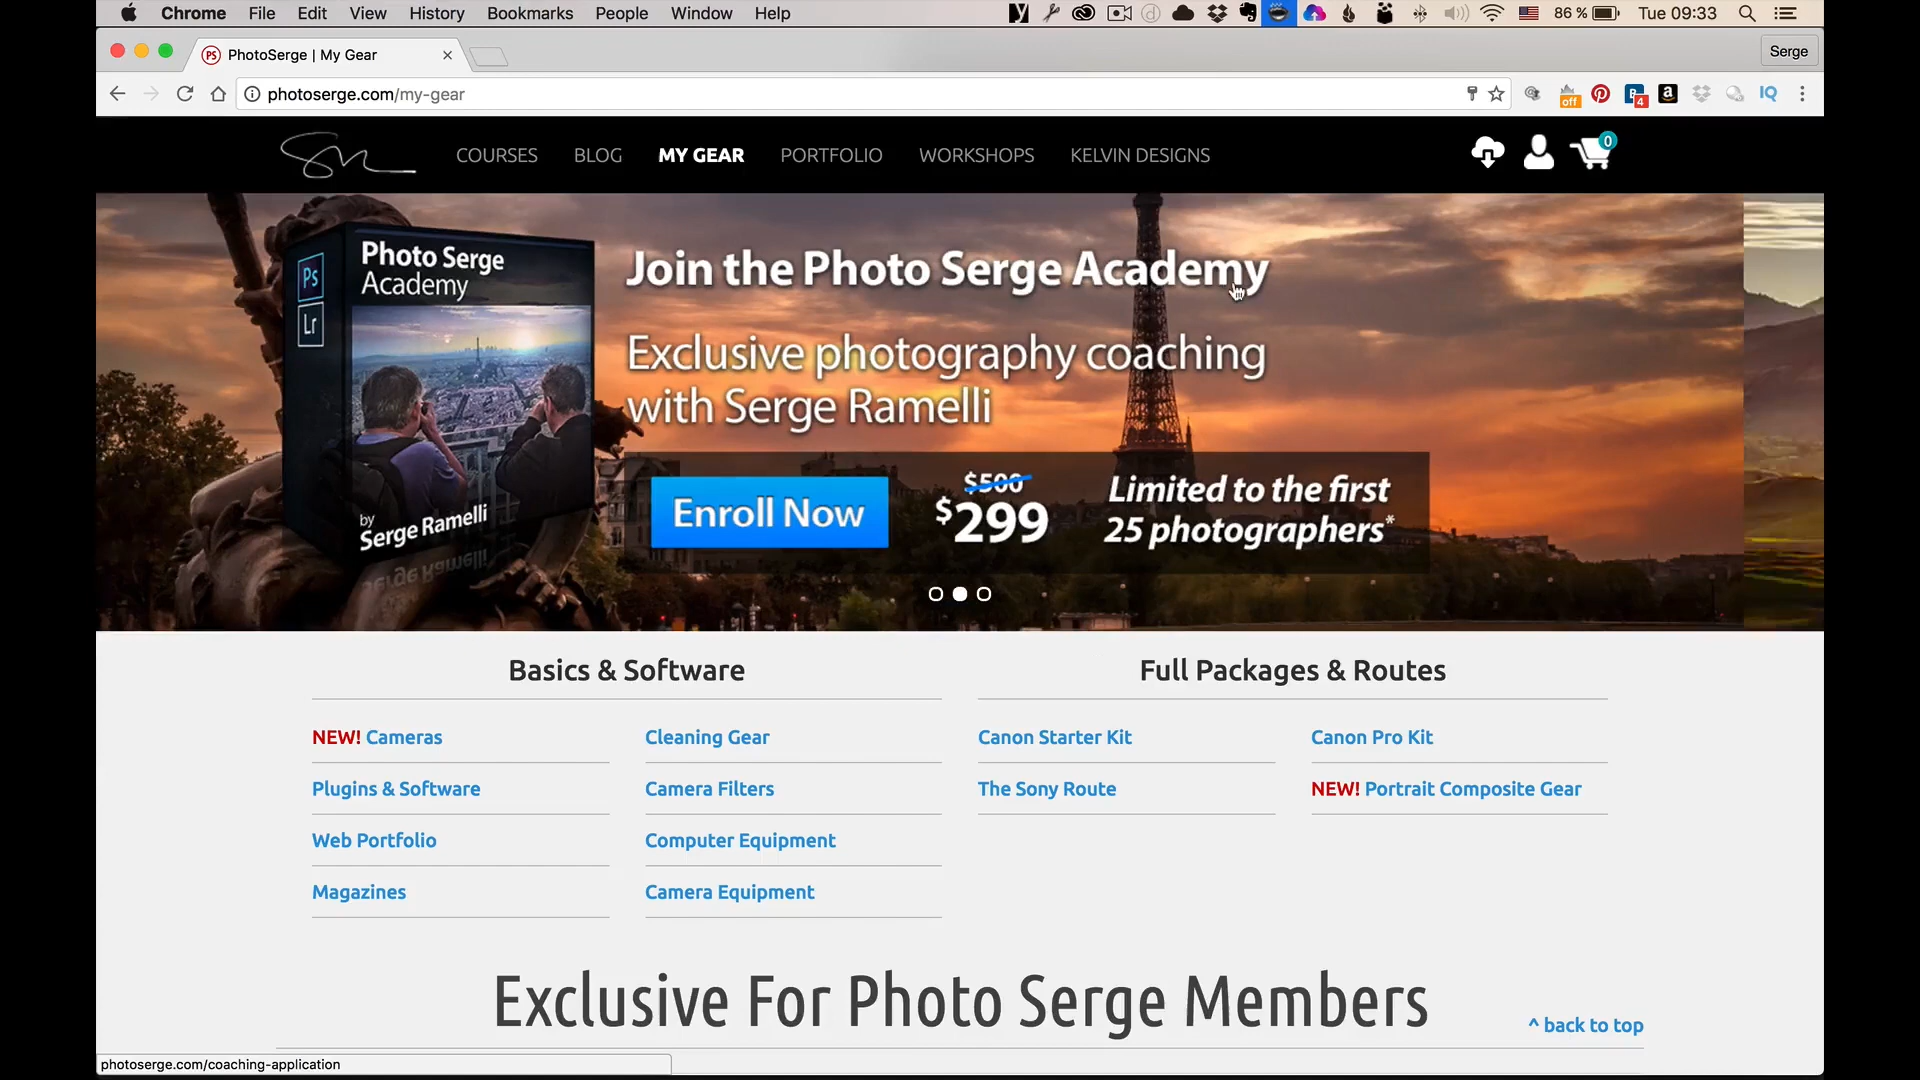 Chrome File Edit View History Bookmarks People Window Help 86 % Tue 09:33
PhotoSerge | My Gear
Serge
photoserge.com/my-gear
off
4
IQ
COURSES BLOG MY GEAR PORTFOLIO WORKSHOPS KELVIN DESIGNS
0
Photo Serge
Academy
Ps
Lr
by
Serge Ramelli
Join the Photo Serge Academy
Exclusive photography coaching
with Serge Ramelli
Enroll Now
$500
$299
Limited to the first
25 photographers*
Basics & Software
NEW! Cameras
Cleaning Gear
Plugins & Software
Camera Filters
Web Portfolio
Computer Equipment
Magazines
Camera Equipment
Full Packages & Routes
Canon Starter Kit
Canon Pro Kit
The Sony Route
NEW! Portrait Composite Gear
Exclusive For Photo Serge Members
^ back to top
photoserge.com/coaching-application